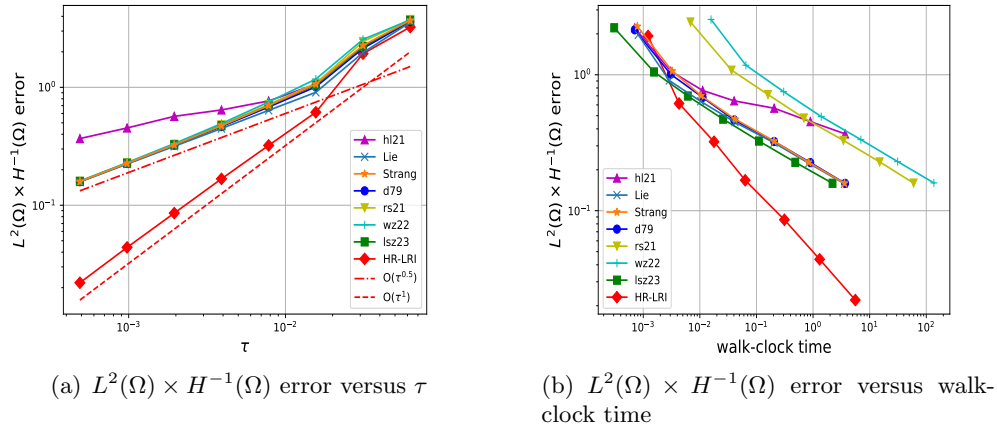 10⁰
10⁻¹
L²(Ω) × H⁻¹(Ω) error
10⁻³
10⁻²
τ
hl21
Lie
Strang
d79
rs21
wz22
lsz23
HR-LRI
O(τ⁰·⁵)
O(τ¹)
(a) L²(Ω) × H⁻¹(Ω) error versus τ
10⁰
10⁻¹
L²(Ω) × H⁻¹(Ω) error
10⁻³
10⁻²
10⁻¹
10⁰
10¹
10²
walk-clock time
hl21
Lie
Strang
d79
rs21
wz22
lsz23
HR-LRI
(b) L²(Ω) × H⁻¹(Ω) error versus walk-
clock time